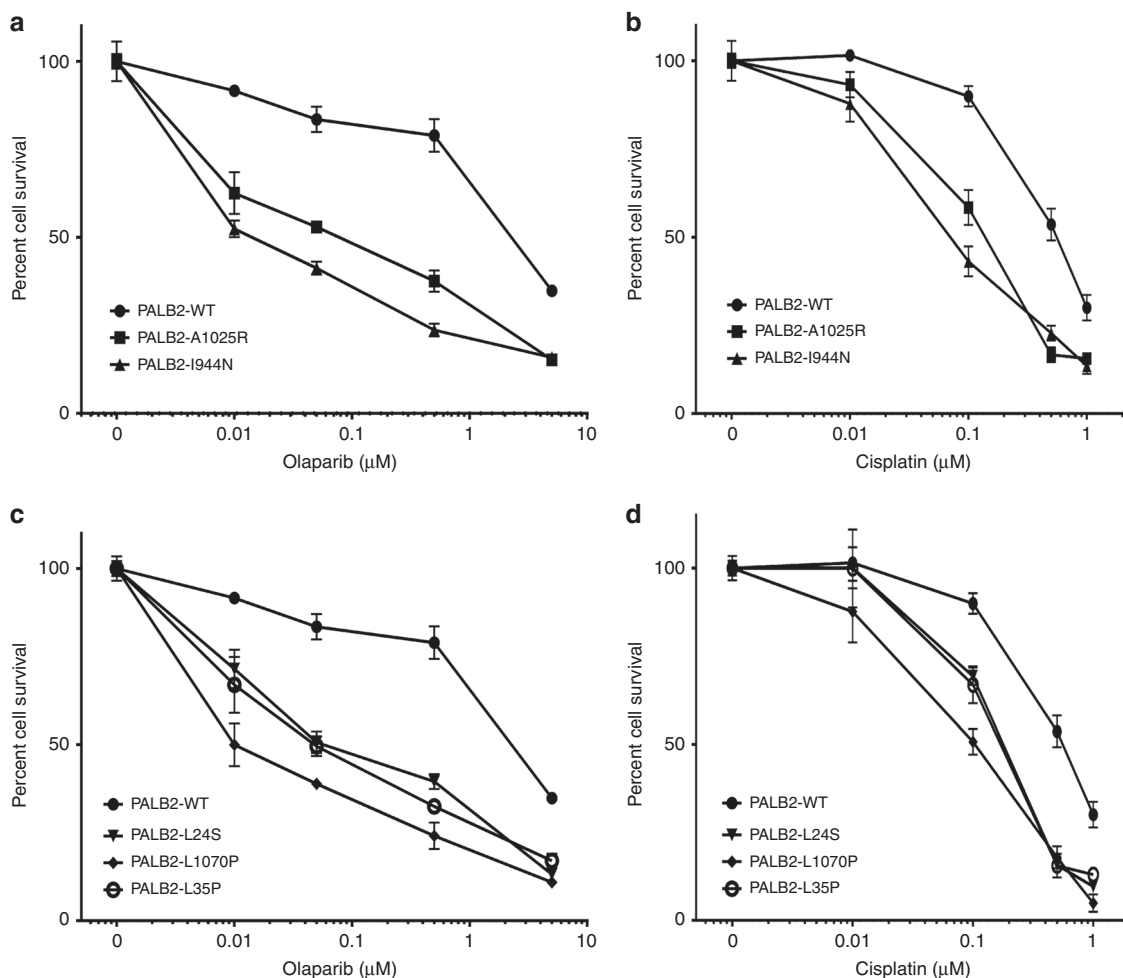 a
Percent cell survival
100
50
0
PALB2-WT
PALB2-A1025R
PALB2-I944N
0
0.01
0.1
1
10
Olaparib (μM)
b
Percent cell survival
100
50
0
PALB2-WT
PALB2-A1025R
PALB2-I944N
0
0.01
0.1
1
Cisplatin (μM)
c
Percent cell survival
100
50
0
PALB2-WT
PALB2-L24S
PALB2-L1070P
PALB2-L35P
0
0.01
0.1
1
10
Olaparib (μM)
d
Percent cell survival
100
50
0
PALB2-WT
PALB2-L24S
PALB2-L1070P
PALB2-L35P
0
0.01
0.1
1
Cisplatin (μM)